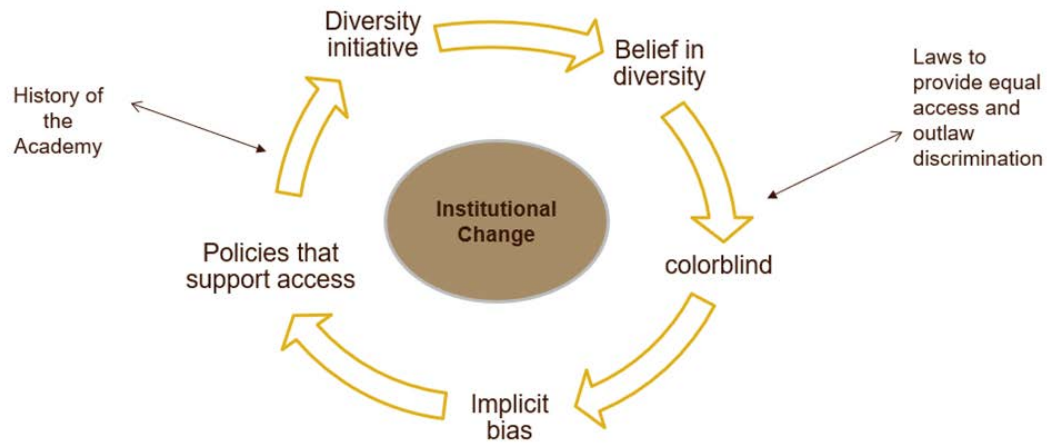 Diversity
initiative
Belief in
diversity
Laws to
provide equal
access and
outlaw
discrimination
History of
the
Academy
Institutional
Change
Policies that
support access
colorblind
Implicit
bias